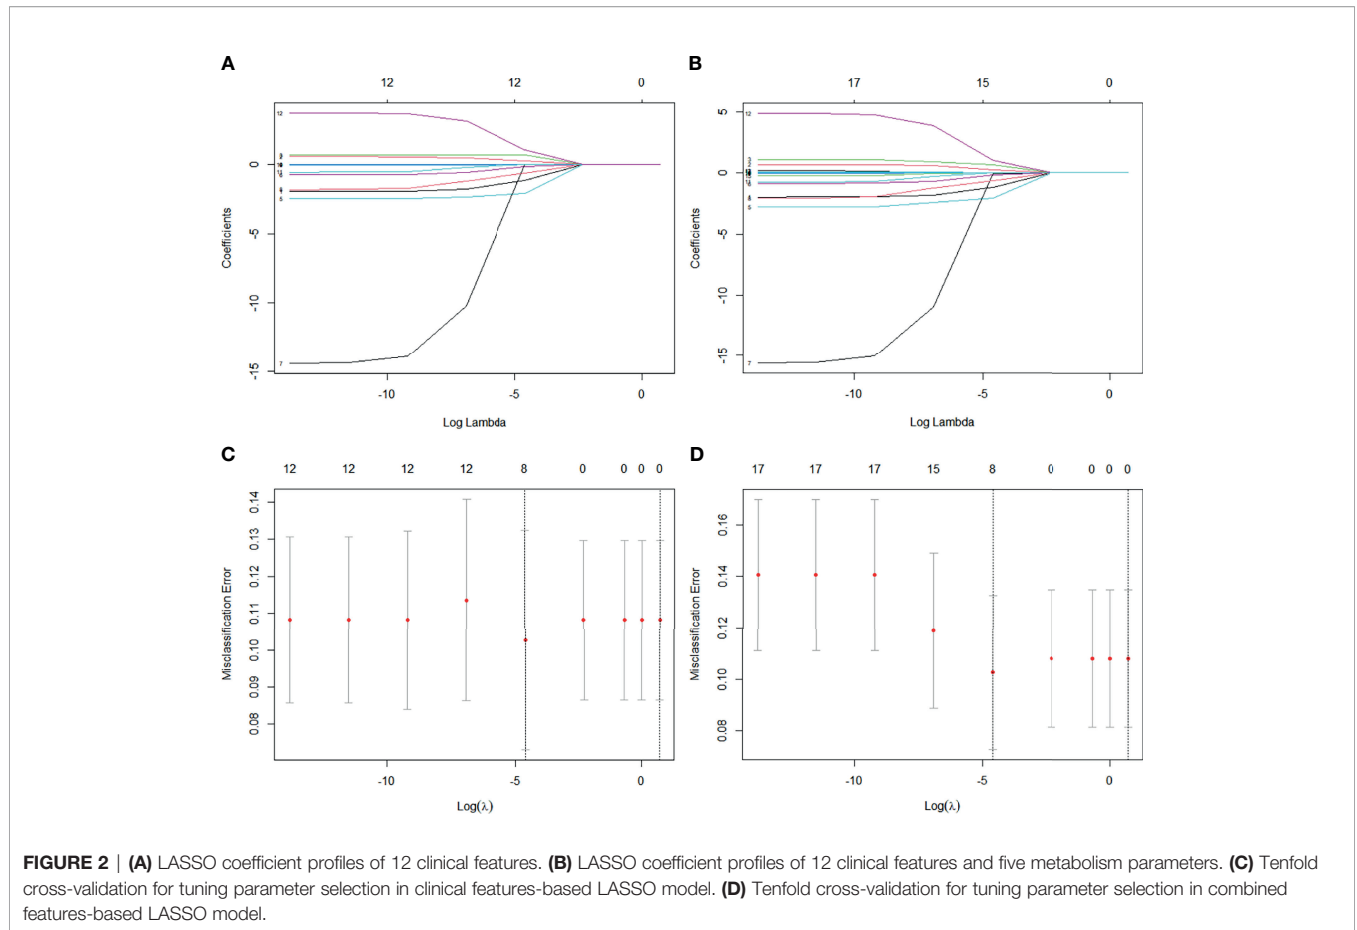 A
12 12 0
0
-5
-10
-15
Coefficients
12
7
5
-10 -5 0
Log Lambda
B
17 15 0
5
0
-5
-10
-15
Coefficients
12
7
-10 -5 0
Log Lambda
C
12 12 12 12 8 0 0 0 0
0.14
0.13
0.12
0.11
0.10
0.09
0.08
Misclassification Error
-10 -5 0
Log(λ)
D
17 17 17 15 8 0 0 0 0
0.16
0.14
0.12
0.10
0.08
Misclassification Error
-10 -5 0
Log(λ)
FIGURE 2 | (A) LASSO coefficient profiles of 12 clinical features. (B) LASSO coefficient profiles of 12 clinical features and five metabolism parameters. (C) Tenfold
cross-validation for tuning parameter selection in clinical features-based LASSO model. (D) Tenfold cross-validation for tuning parameter selection in combined
features-based LASSO model.